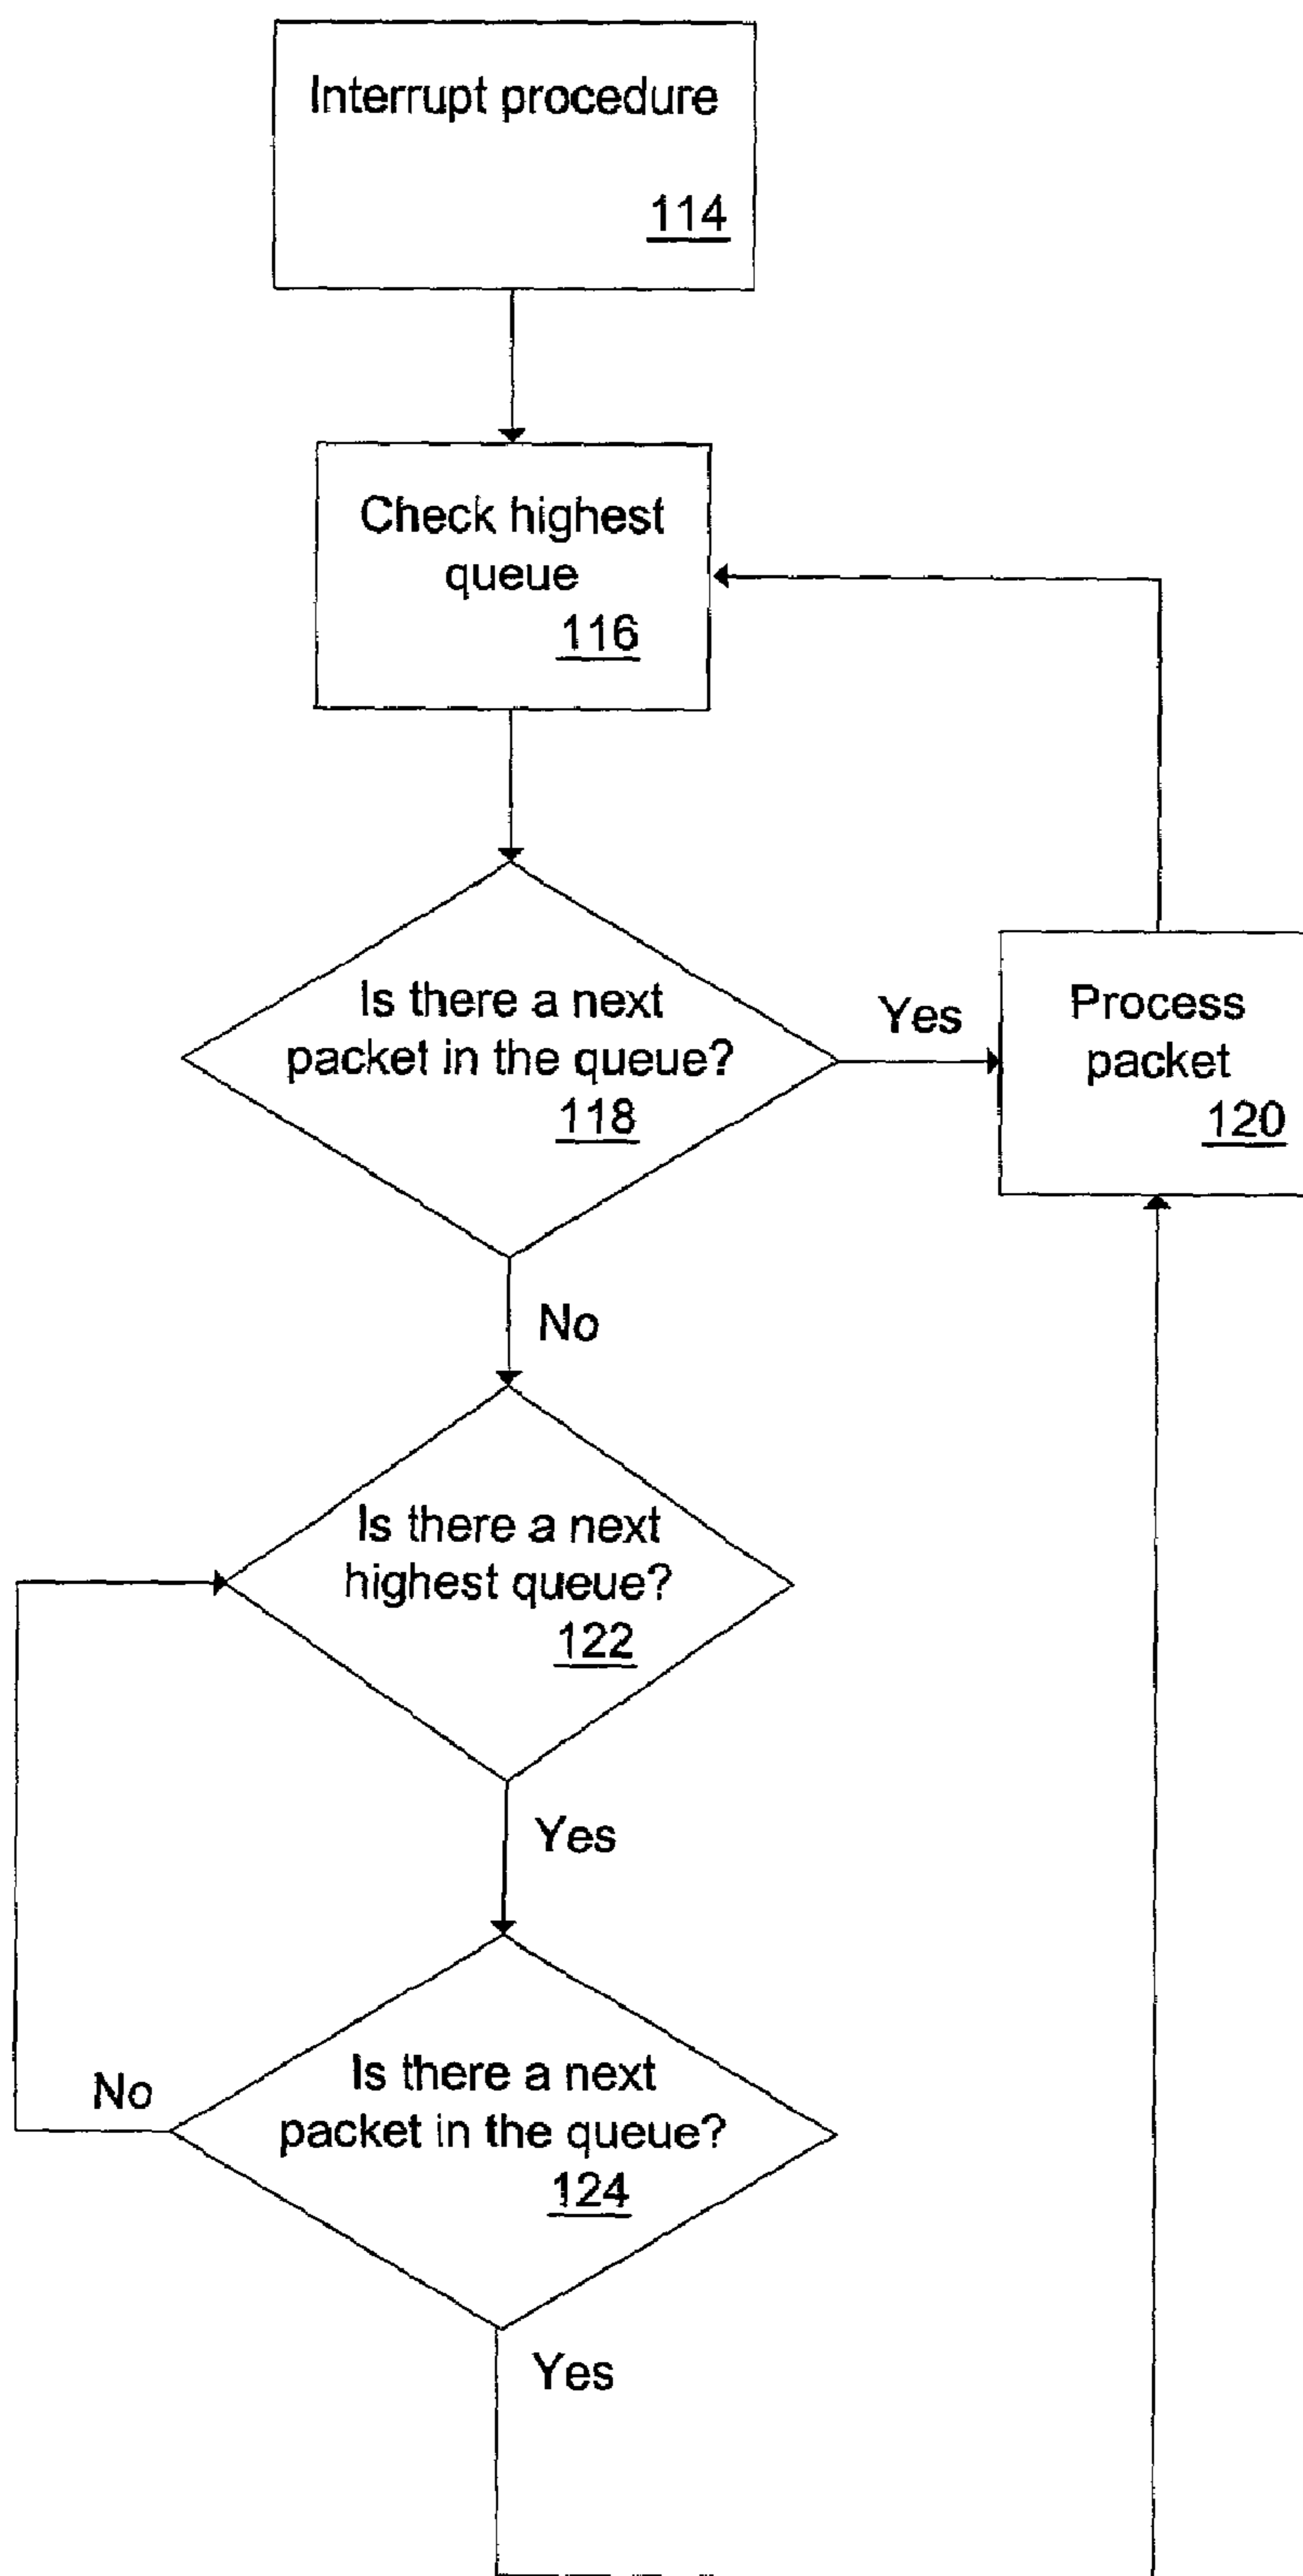 Interrupt procedure
114
Check highest
queue
116
Is there a next
packet in the queue?
118
Yes
Process
packet
120
No
Is there a next
highest queue?
122
Yes
Is there a next
packet in the queue?
124
No
Yes